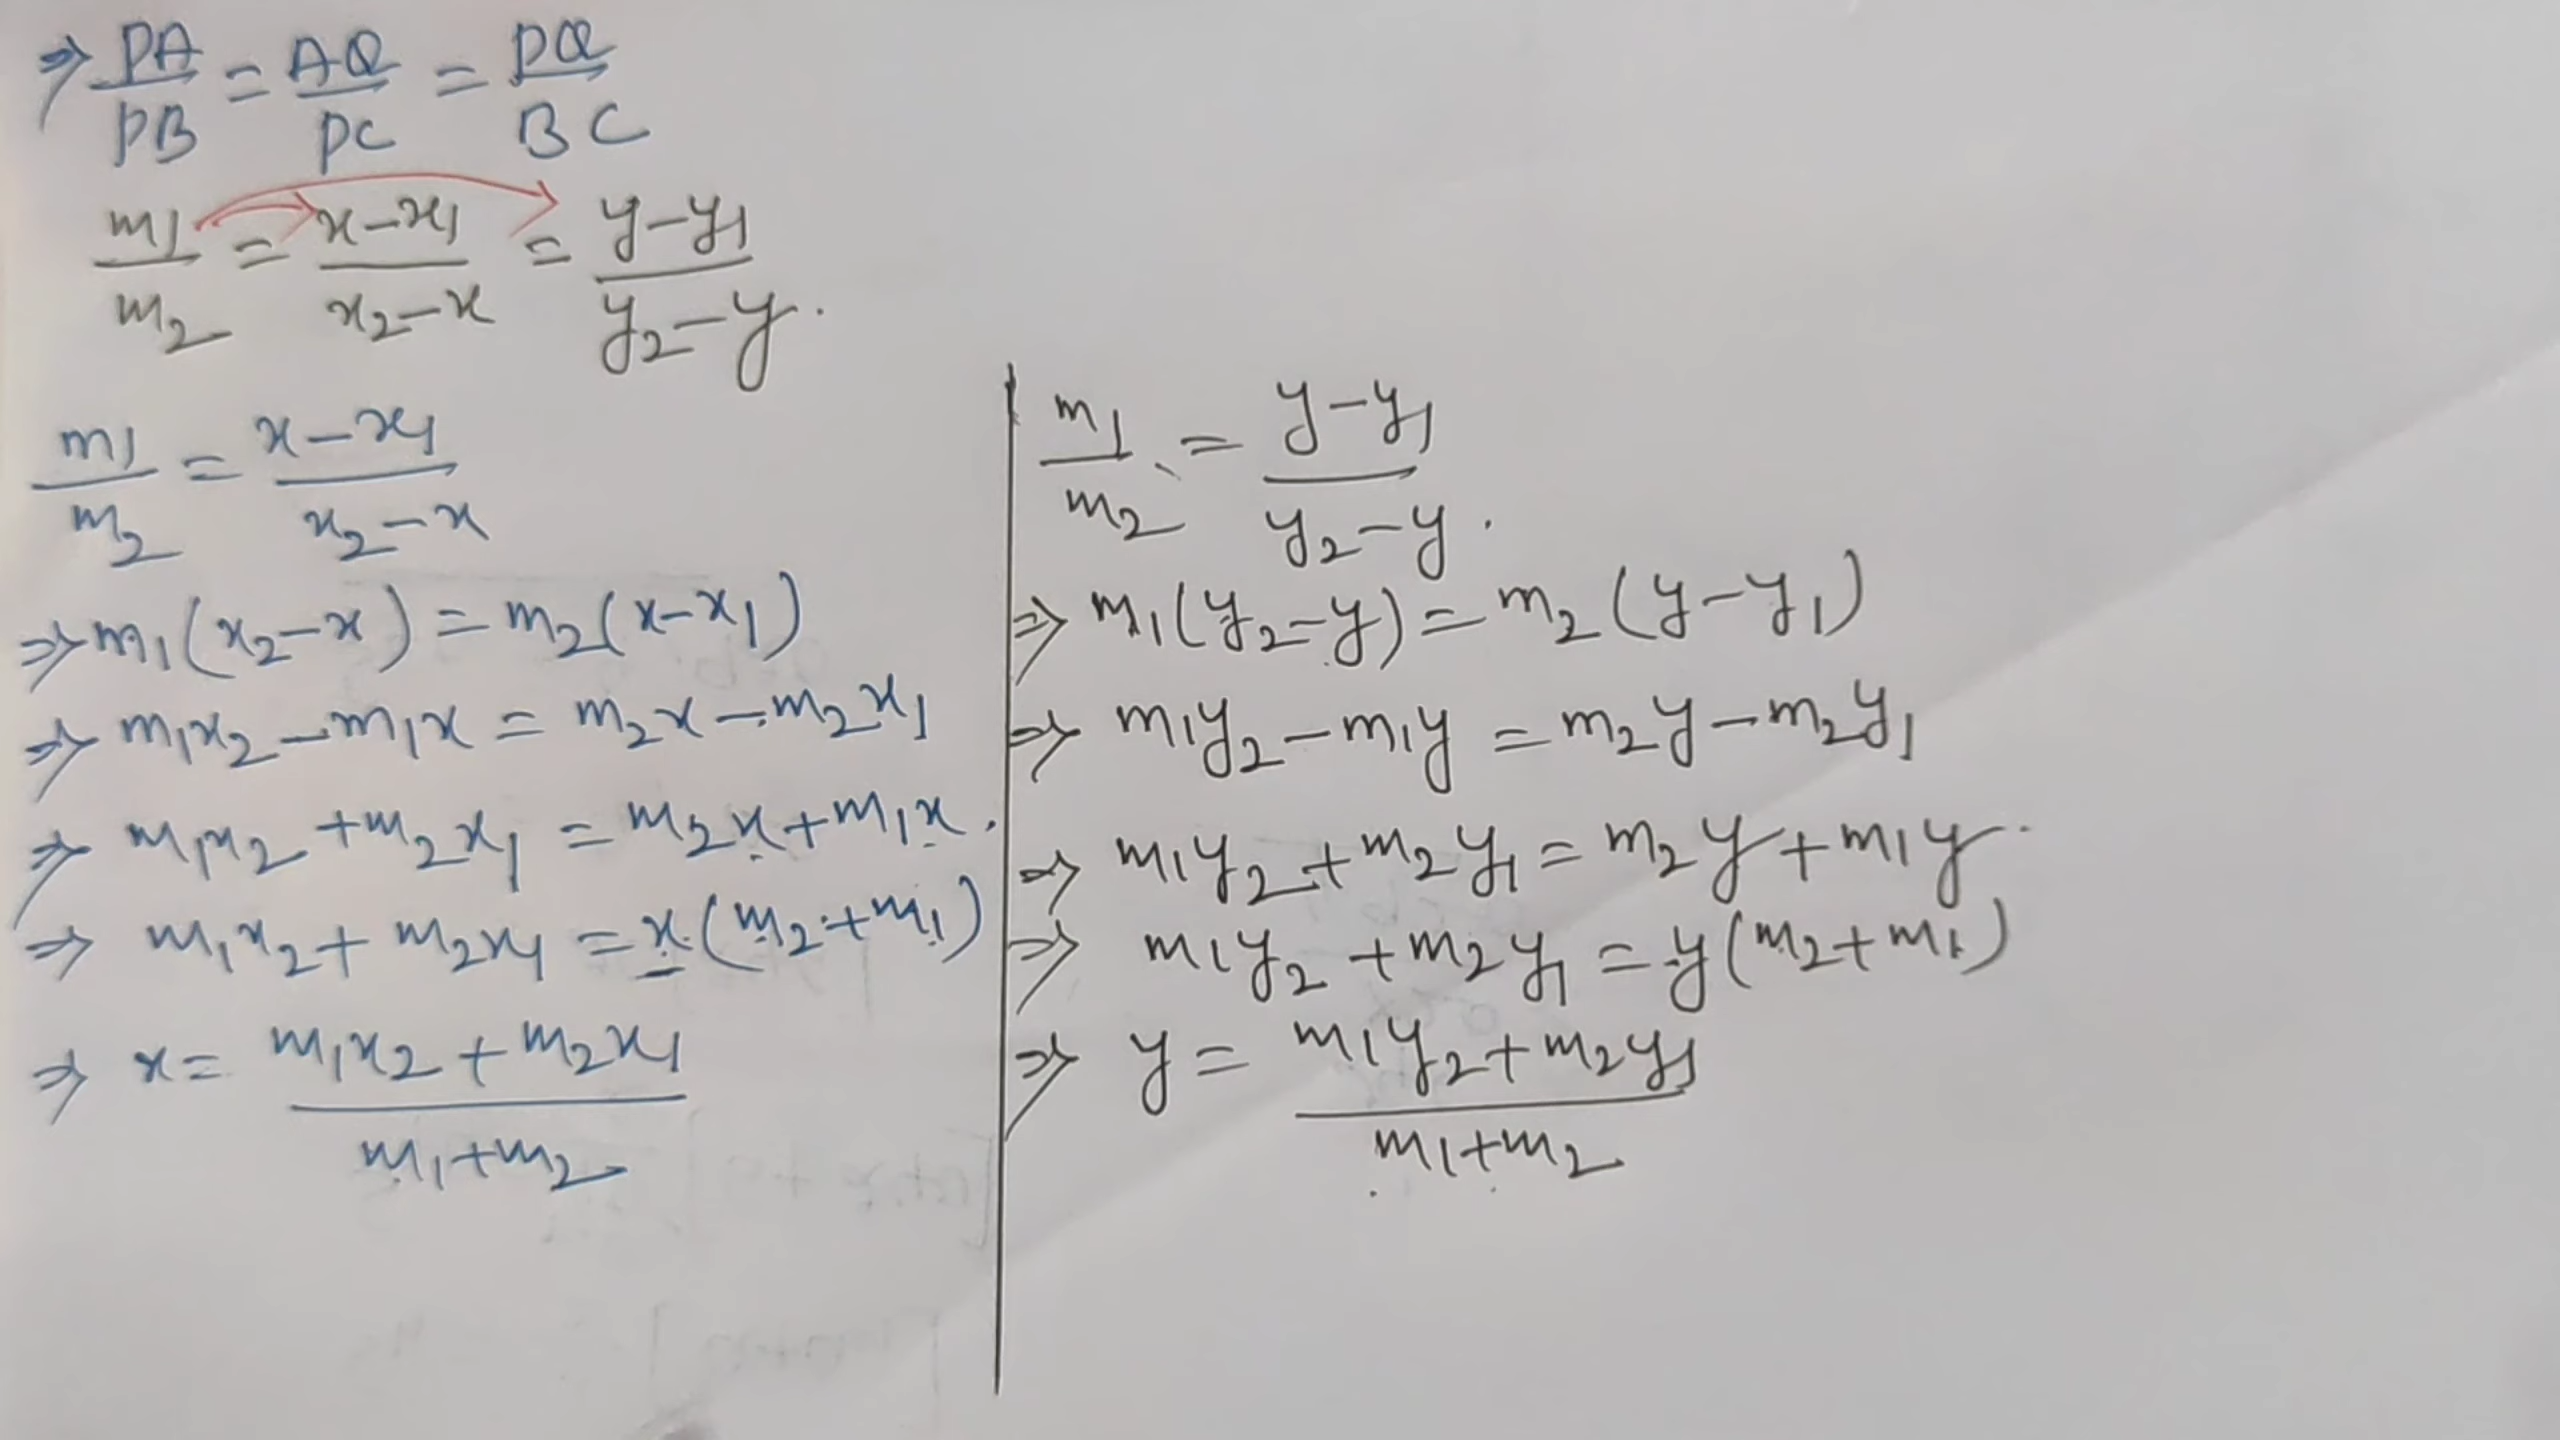 ⇒ PA/PB = AQ/PC = PQ/BC
m1/m2 = x-x1/x2-x = y-y1/y2-y.
m1/m2 = x-x1/x2-x
⇒ m1(x2-x) = m2(x-x1)
⇒ m1x2-m1x = m2x-m2x1
⇒ m1x2+m2x1 = m2x+m1x.
⇒ m1x2+m2x1 = x(m2+m1)
⇒ x = m1x2+m2x1/m1+m2
m1/m2 = y-y1/y2-y.
⇒ m1(y2-y) = m2(y-y1)
⇒ m1y2-m1y = m2y-m2y1
⇒ m1y2+m2y1 = m2y+m1y.
⇒ m1y2+m2y1 = y(m2+m1)
⇒ y = m1y2+m2y1/m1+m2